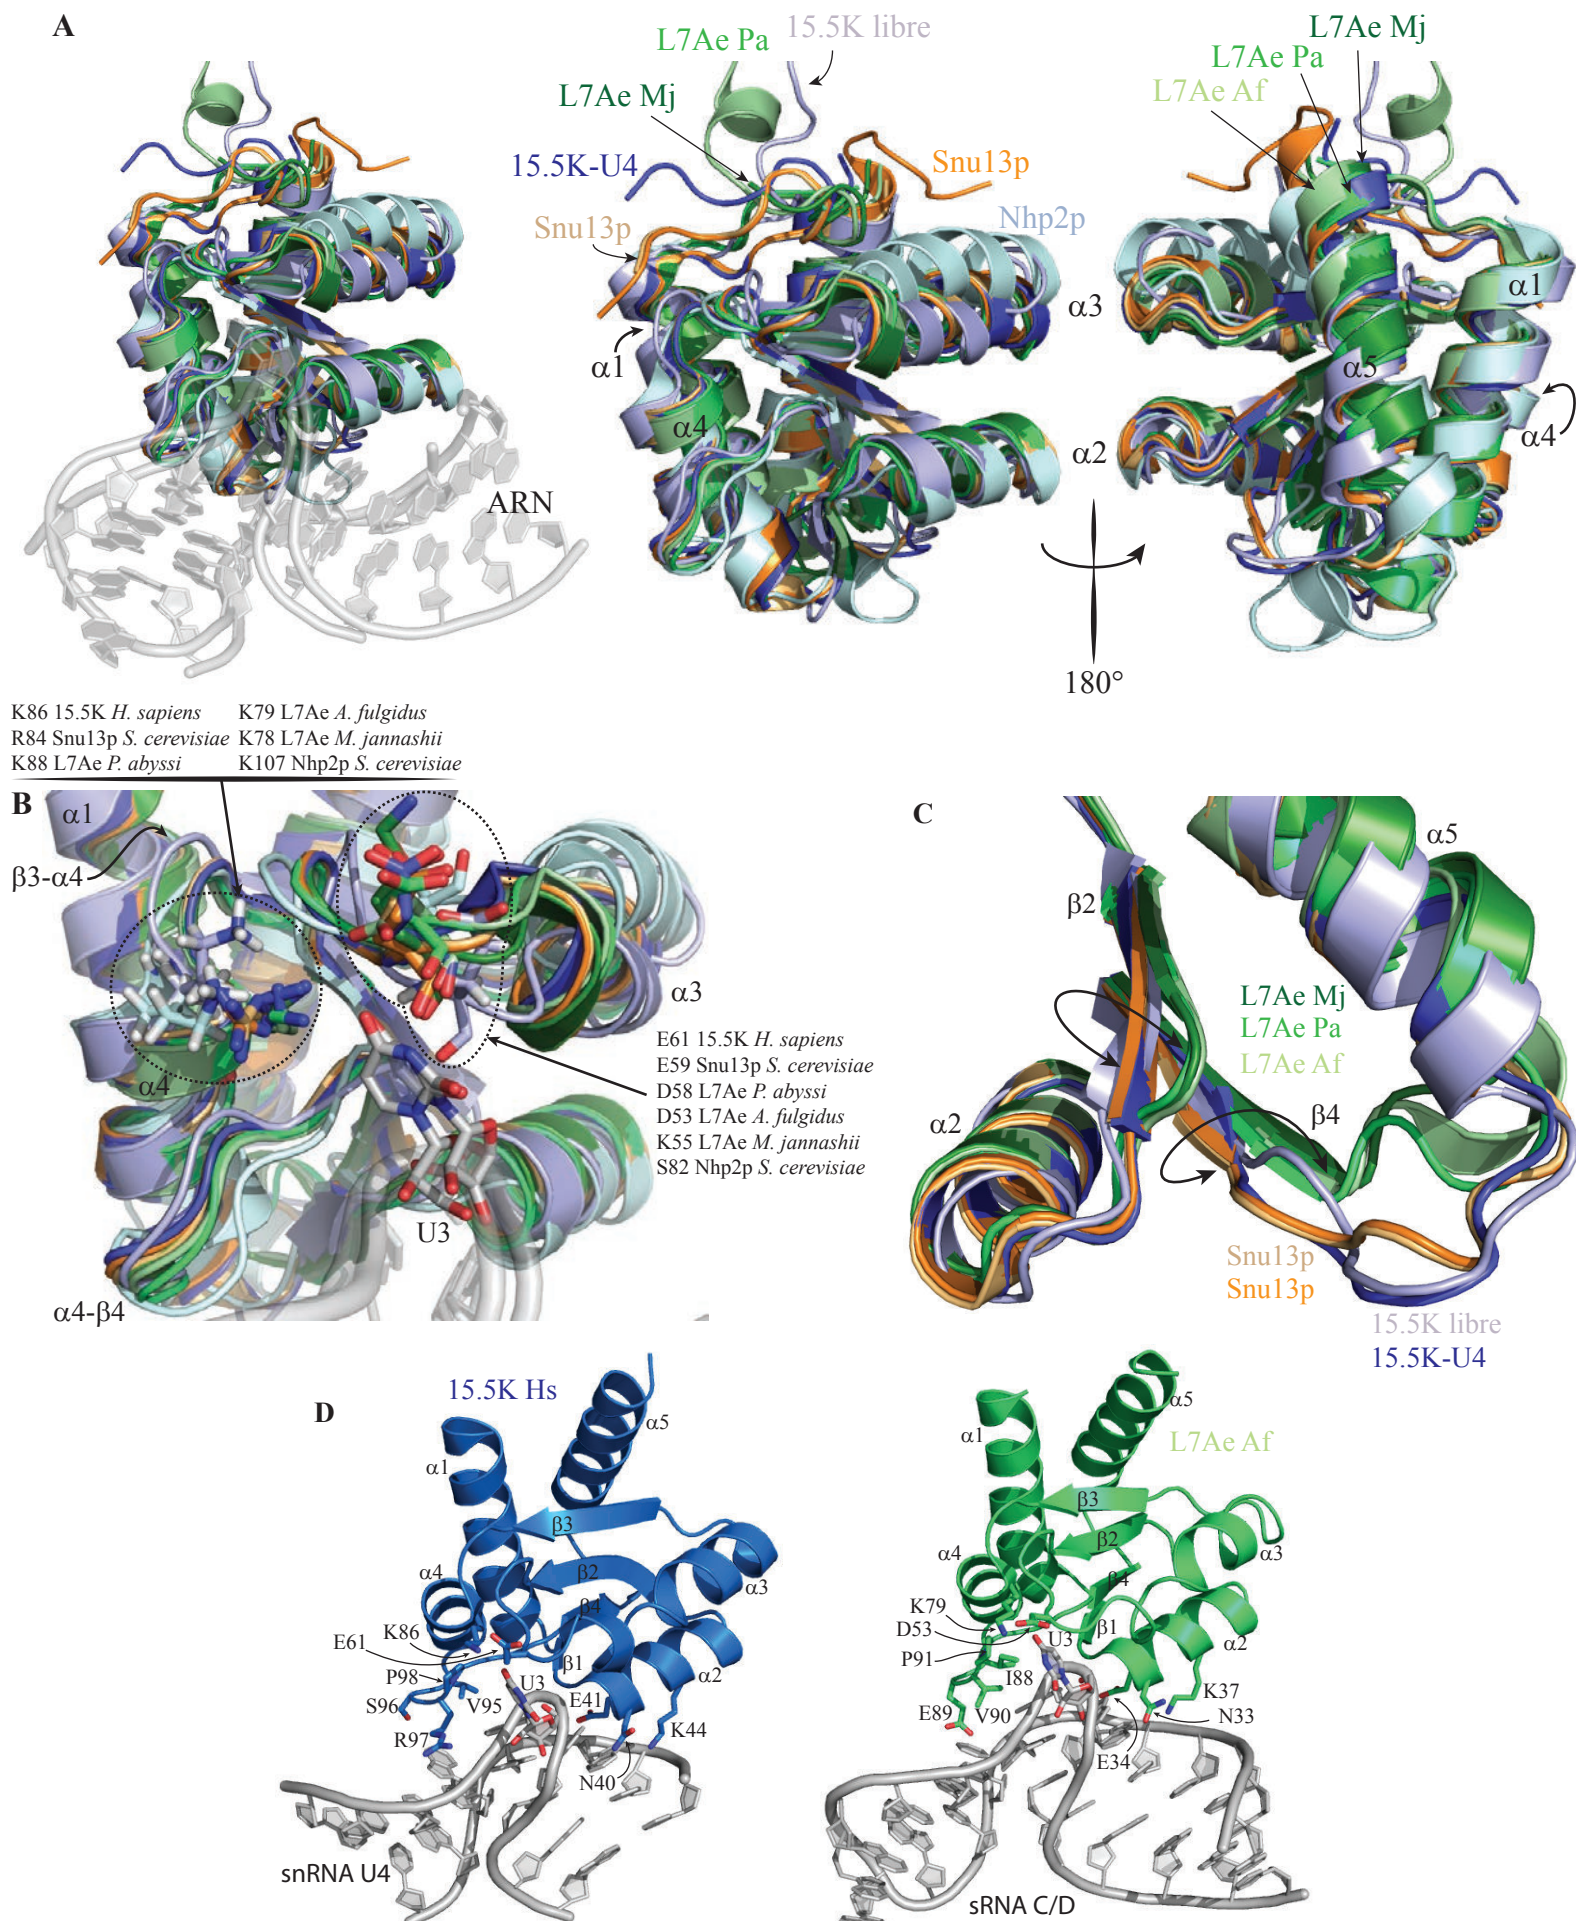 A
L7Ae Pa
15.5K libre
L7Ae Mj
15.5K-U4
Snu13p
Snu13p
Nhp2p
α1
α4
α3
α2
ARN
L7Ae Mj
L7Ae Pa
L7Ae Af
α1
α5
α4
180°
K86 15.5K H. sapiens K79 L7Ae A. fulgidus
R84 Snu13p S. cerevisiae K78 L7Ae M. jannashii
K88 L7Ae P. abyssi K107 Nhp2p S. cerevisiae
B
α1
β3-α4
α4
α3
E61 15.5K H. sapiens
E59 Snu13p S. cerevisiae
D58 L7Ae P. abyssi
D53 L7Ae A. fulgidus
K55 L7Ae M. jannashii
S82 Nhp2p S. cerevisiae
U3
α4-β4
C
α5
β2
L7Ae Mj
L7Ae Pa
L7Ae Af
α2
β4
Snu13p
Snu13p
15.5K libre
15.5K-U4
D
15.5K Hs
α5
α1
β3
β2
α4
α3
β4
K86
E61
β1
α2
P98
U3
S96
V95
E41
R97
K44
N40
snRNA U4
α5
α1
L7Ae Af
β3
β2
α3
α4
β4
K79
D53
β1
U3
α2
P91
I88
K37
E89
V90
N33
E34
sRNA C/D